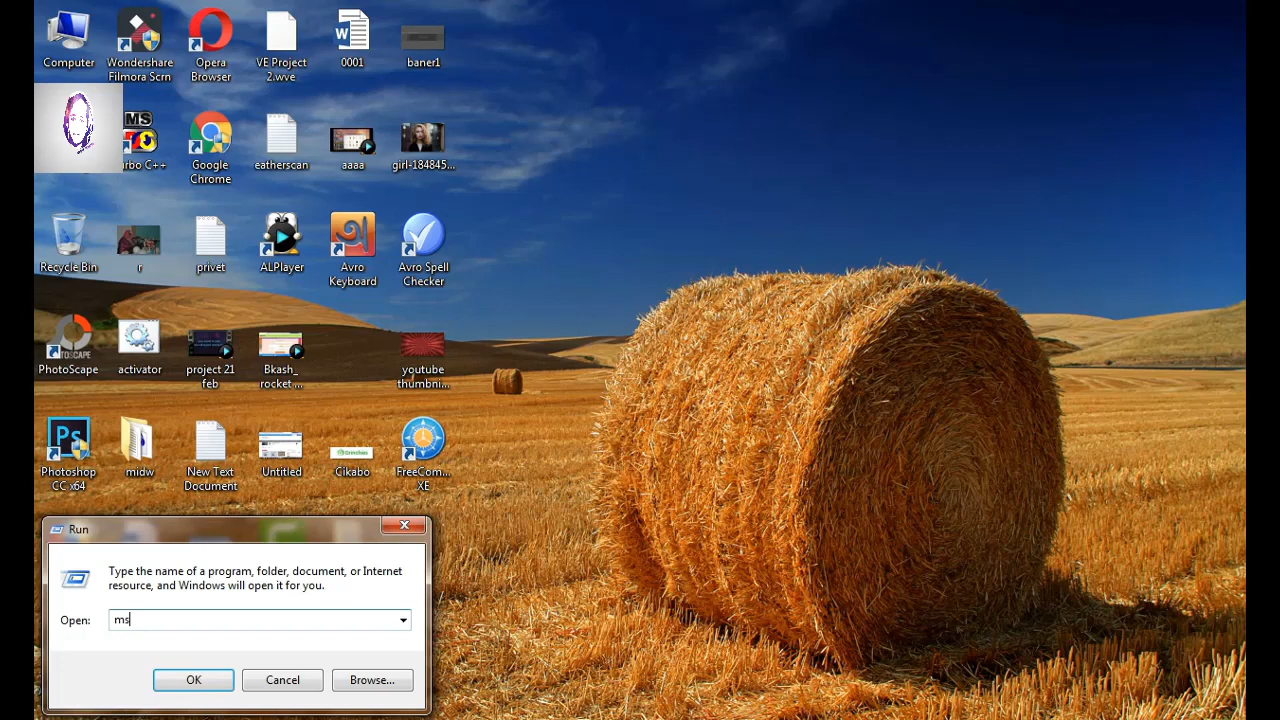 Computer
Wondershare
Filmora Scrn
Opera
Browser
VE Project
2.wve
W
0001
baner1
MS
rbo C++
Google
Chrome
eatherscan
aaaa
girl-184845...
Recycle Bin
r
privet
ALPlayer
Avro
Keyboard
Avro Spell
Checker
TOSCAPE
PhotoScape
activator
project 21
feb
Bkash_
rocket ...
youtube
thumbni...
Ps
Photoshop
CC x64
midw
New Text
Document
Untitled
Cikabo
FreeCom...
XE
Run
Type the name of a program, folder, document, or Internet
resource, and Windows will open it for you.
Open:
ms
OK
Cancel
Browse...